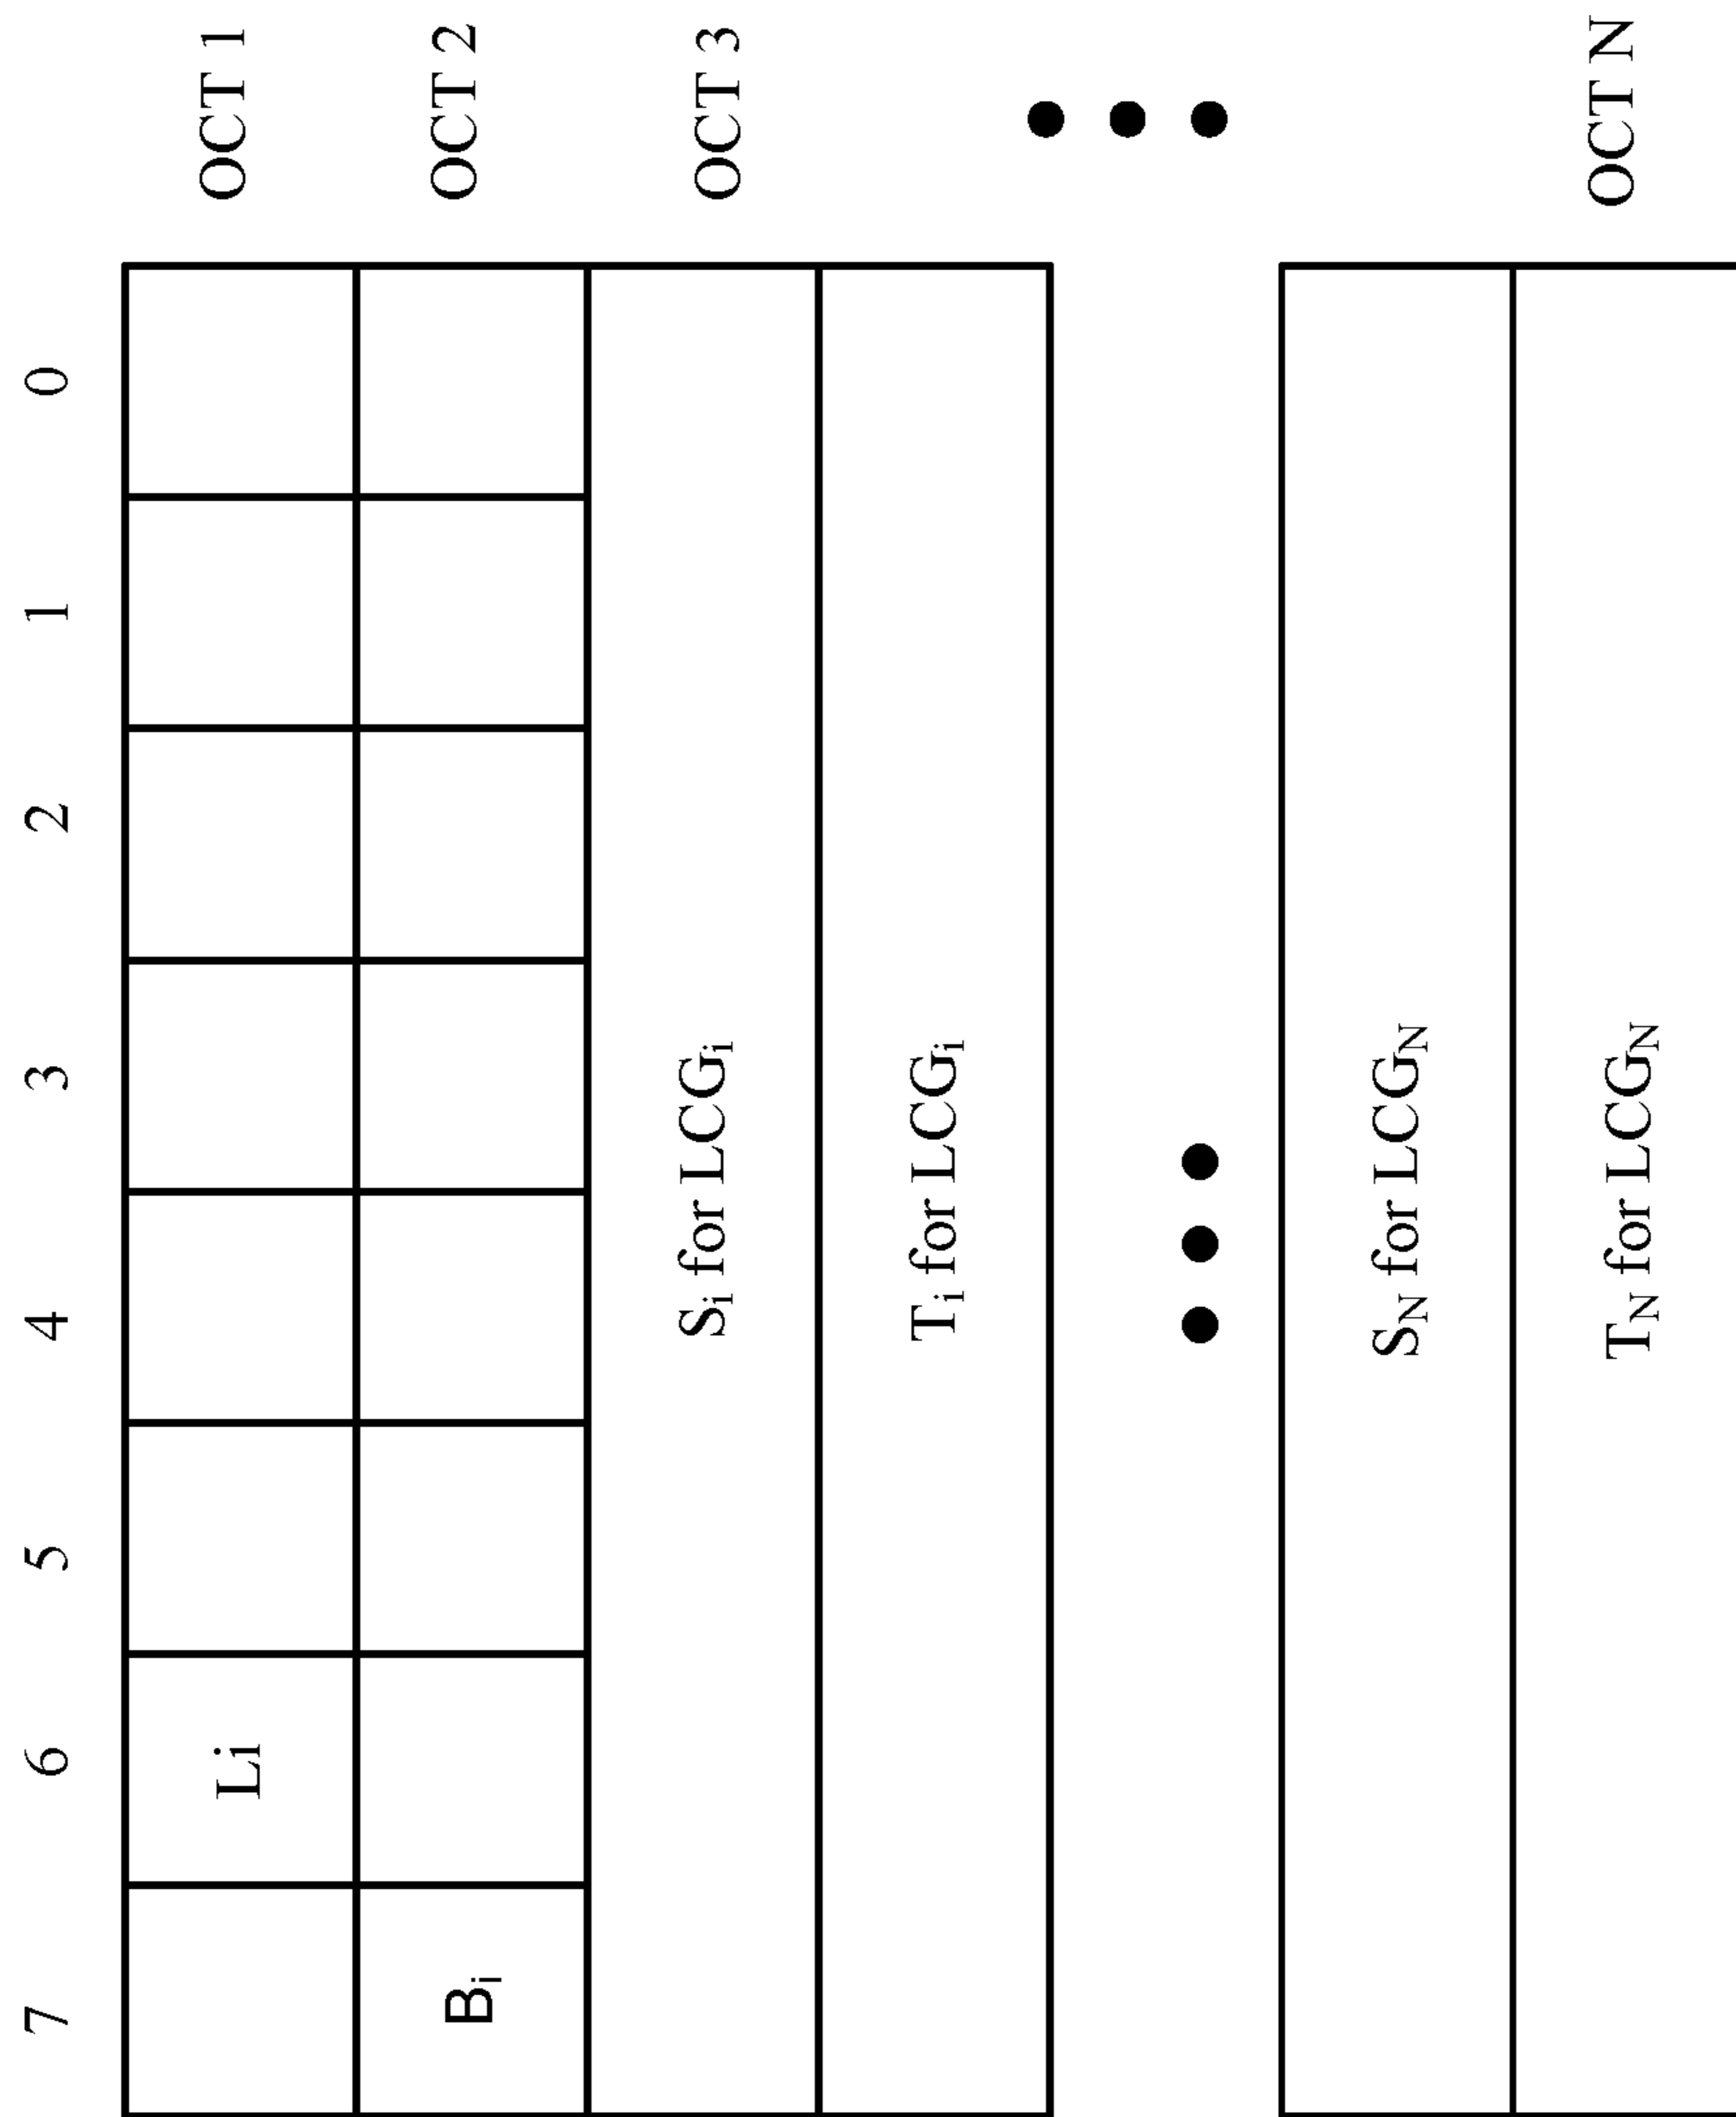 7 6 5 4 3 2 1 0
Li OCT 1
Bi OCT 2
Si for LCGi OCT 3
Ti for LCGi
SN for LCGN
TN for LCGN OCT N